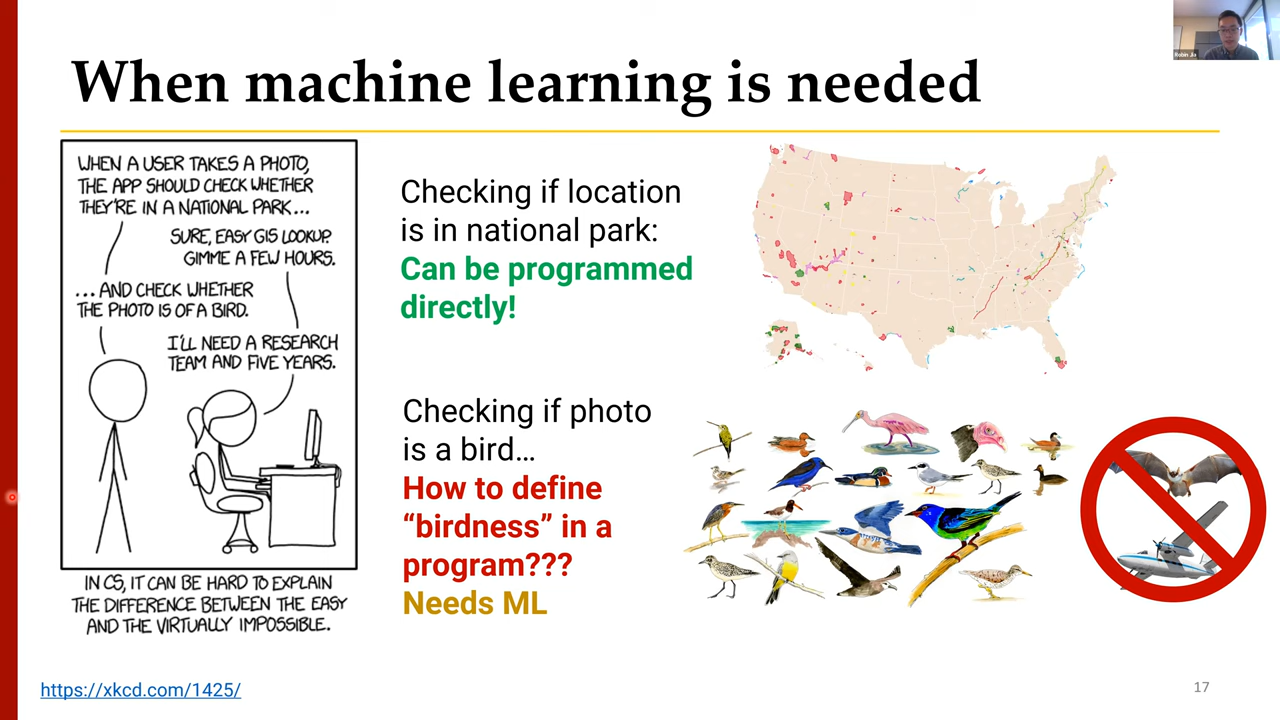 When machine learning is needed
Robin Jia
WHEN A USER TAKES A PHOTO,
THE APP SHOULD CHECK WHETHER
THEY'RE IN A NATIONAL PARK...
SURE, EASY GIS LOOKUP.
GIMME A FEW HOURS.
...AND CHECK WHETHER
THE PHOTO IS OF A BIRD.
I'LL NEED A RESEARCH
TEAM AND FIVE YEARS.
IN CS, IT CAN BE HARD TO EXPLAIN
THE DIFFERENCE BETWEEN THE EASY
AND THE VIRTUALLY IMPOSSIBLE.
Checking if location
is in national park:
Can be programmed
directly!
Checking if photo
is a bird…
How to define
“birdness” in a
program???
Needs ML
https://xkcd.com/1425/
17